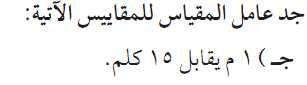 جد عامل المقياس للمقاييس الآتية:
جـ) ١ م يقابل ١٥ كلم.